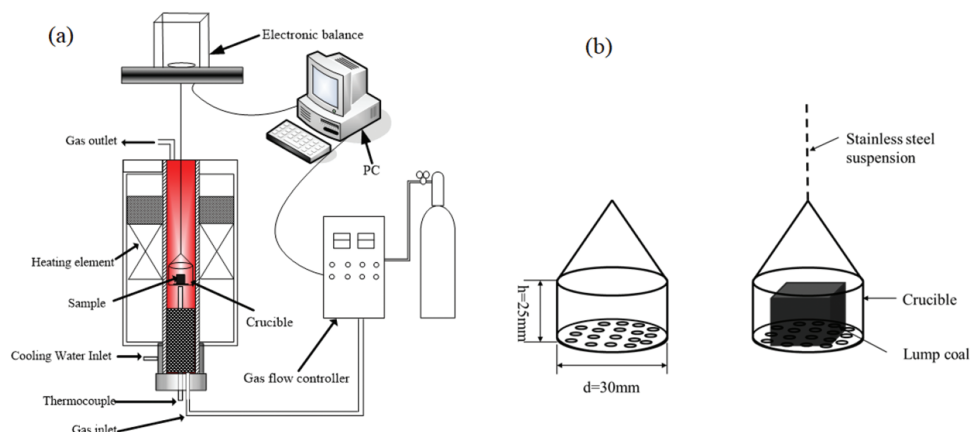 (a)
Electronic balance
Gas outlet
PC
Heating element
Sample
Crucible
Cooling Water Inlet
Gas flow controller
Thermocouple
Gas inlet
(b)
Stainless steel
suspension
h=25mm
Crucible
Lump coal
d=30mm